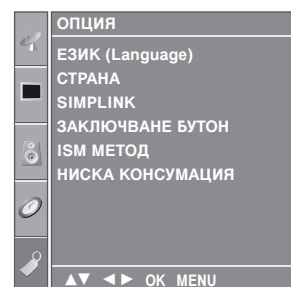 ОПЦИЯ
ЕЗИК (Language)
СТРАНА
SIMPLINK
ЗАКЛЮЧВАНЕ БУТОН
ISM МЕТОД
НИСКА КОНСУМАЦИЯ
▲▼ ◄► OK MENU